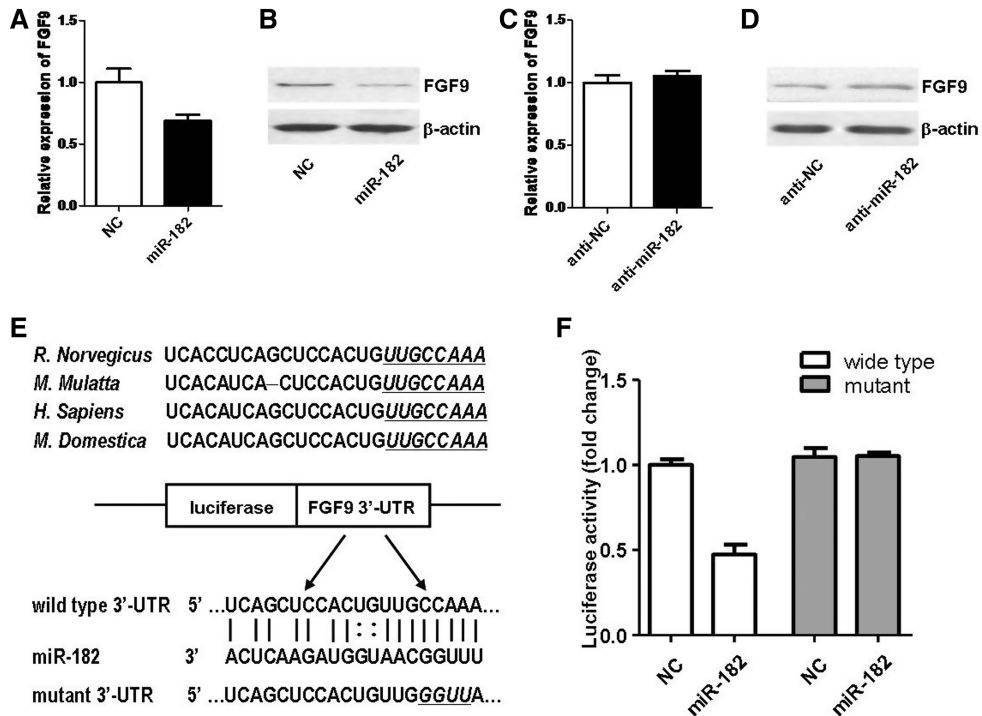 A
Relative expression of FGF9
1.5
1.0
0.5
0.0
NC
miR-182
B
FGF9
β-actin
NC
miR-182
C
Relative expression of FGF9
1.5
1.0
0.5
0.0
anti-NC
anti-miR-182
D
FGF9
β-actin
anti-NC
anti-miR-182
E
R. Norvegicus UCACCUCAGCUCCACUGUUGCCAAA
M. Mulatta UCACAUCA–CUCCACUGUUGCCAAA
H. Sapiens UCACAUCAGCUCCACUGUUGCCAAA
M. Domestica UCACAUCAGCUCCACUGUUGCCAAA
luciferase FGF9 3'-UTR
wild type 3'-UTR 5' ...UCAGCUCCACUGUUGCCAAA...
miR-182 3' ACUCAAGAUGGUAACGGUUU
mutant 3'-UTR 5' ...UCAGCUCCACUGUUGGGUUA...
F
Luciferase activity (fold change)
1.5
1.0
0.5
0.0
wide type
mutant
NC
miR-182
NC
miR-182